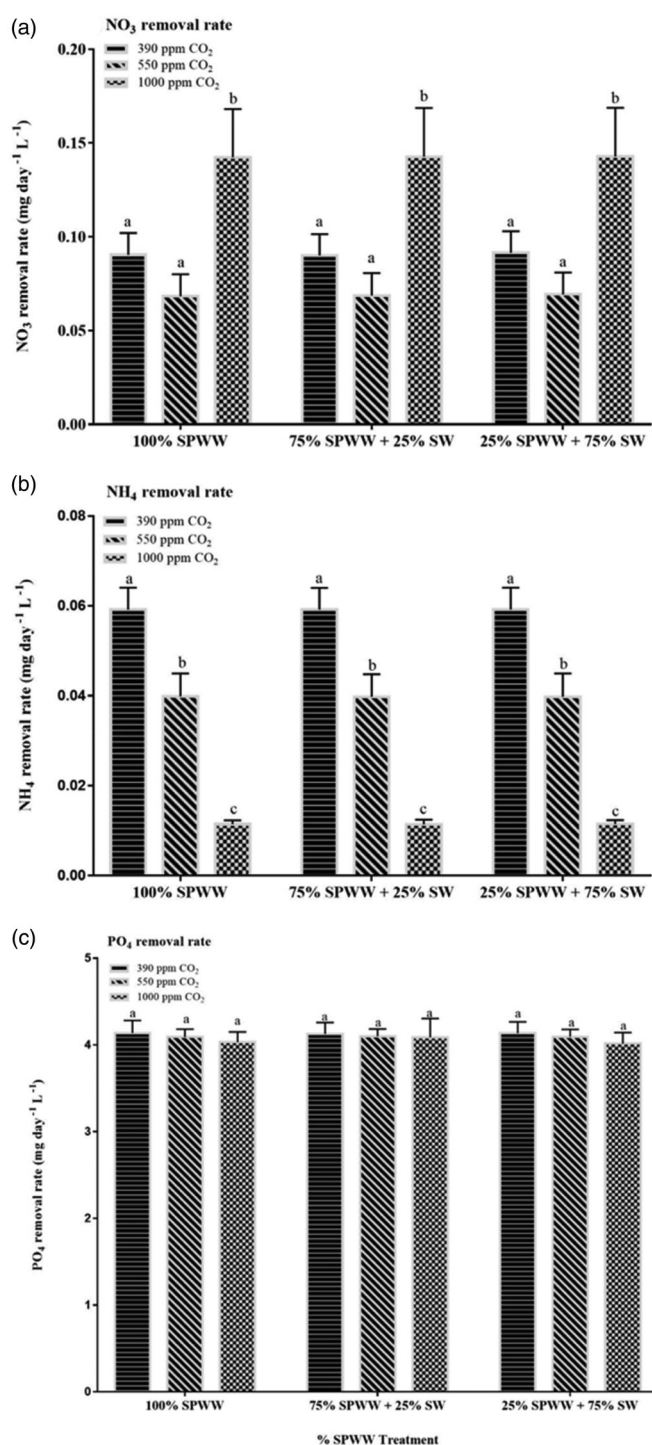 (a)
NO3 removal rate
390 ppm CO2
550 ppm CO2
1000 ppm CO2
NO3 removal rate (mg day-1 L-1)
0.20
0.15
0.10
0.05
0.00
a
a
b
a
a
b
a
a
b
100% SPWW
75% SPWW + 25% SW
25% SPWW + 75% SW
(b)
NH4 removal rate
390 ppm CO2
550 ppm CO2
1000 ppm CO2
NH4 removal rate (mg day-1 L-1)
0.08
0.06
0.04
0.02
0.00
a
b
c
a
b
c
a
b
c
100% SPWW
75% SPWW + 25% SW
25% SPWW + 75% SW
(c)
PO4 removal rate
390 ppm CO2
550 ppm CO2
1000 ppm CO2
PO4 removal rate (mg day-1 L-1)
5
4
3
2
1
0
a
a
a
a
a
a
a
a
a
100% SPWW
75% SPWW + 25% SW
25% SPWW + 75% SW
% SPWW Treatment